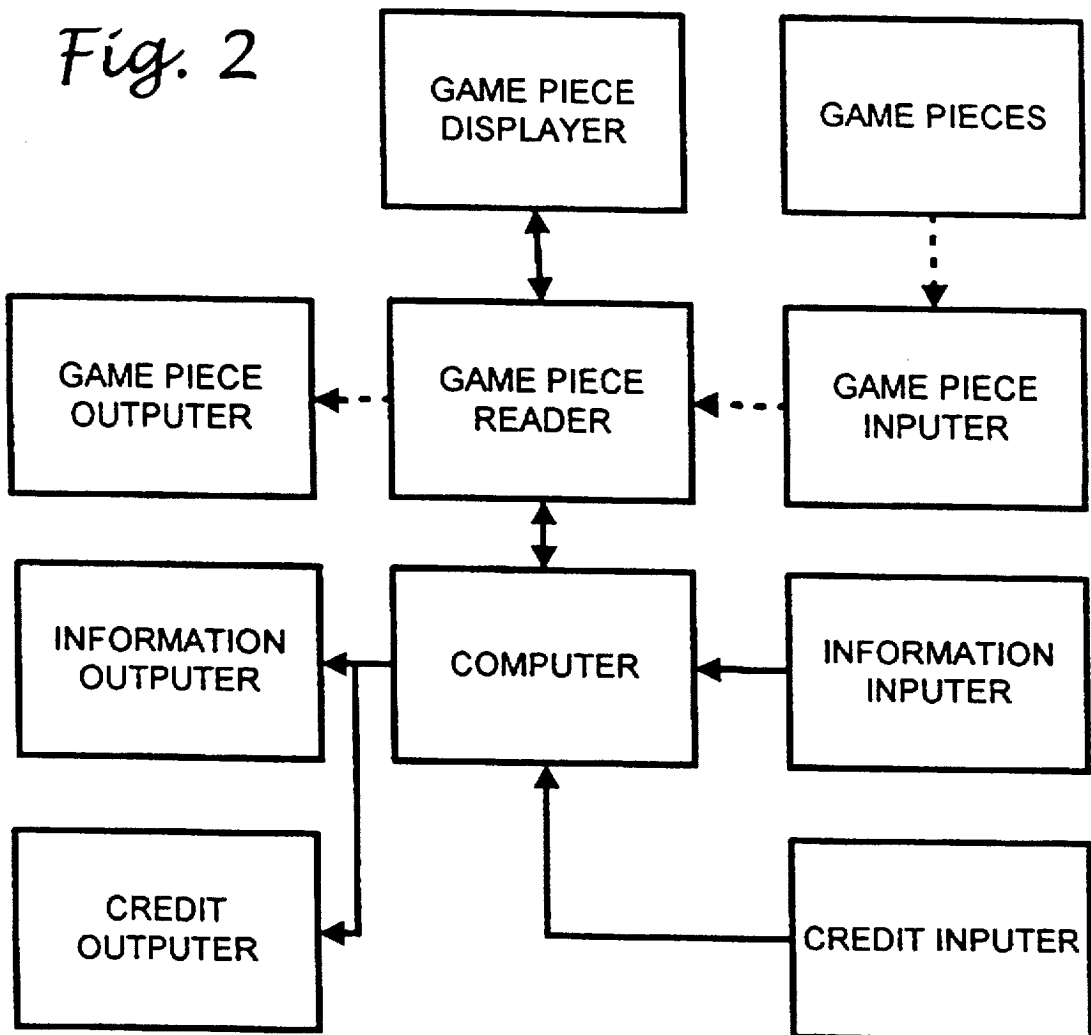 Fig. 2
GAME PIECE
DISPLAYER
GAME PIECES
GAME PIECE
OUTPUTER
GAME PIECE
READER
GAME PIECE
INPUTER
INFORMATION
OUTPUTER
COMPUTER
INFORMATION
INPUTER
CREDIT
OUTPUTER
CREDIT INPUTER